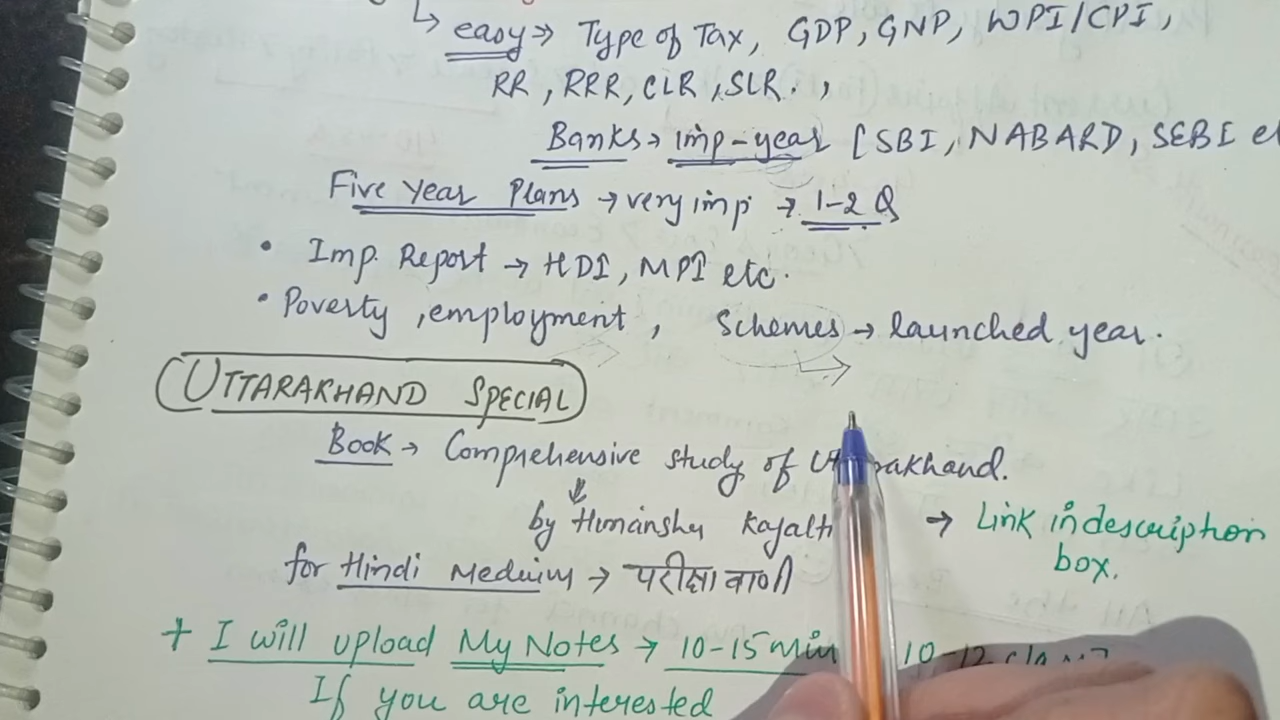 easy → Type of Tax, GDP, GNP, WPI/CPI,
RR, RRR, CLR, SLR.,
Banks → imp-year [SBI, NABARD, SEBI
Five Year Plans → very imp → 1-2 Q
• Imp. Report → HDI, MPI etc.
• Poverty, employment, Schemes → launched year.
UTTARAKHAND SPECIAL
Book → Comprehensive study of
by Himanshu → Link in description
box.
for Hindi Medium → परीक्षा वाणी
+ I will upload My Notes → 10-15 min 10-12
If you are interested